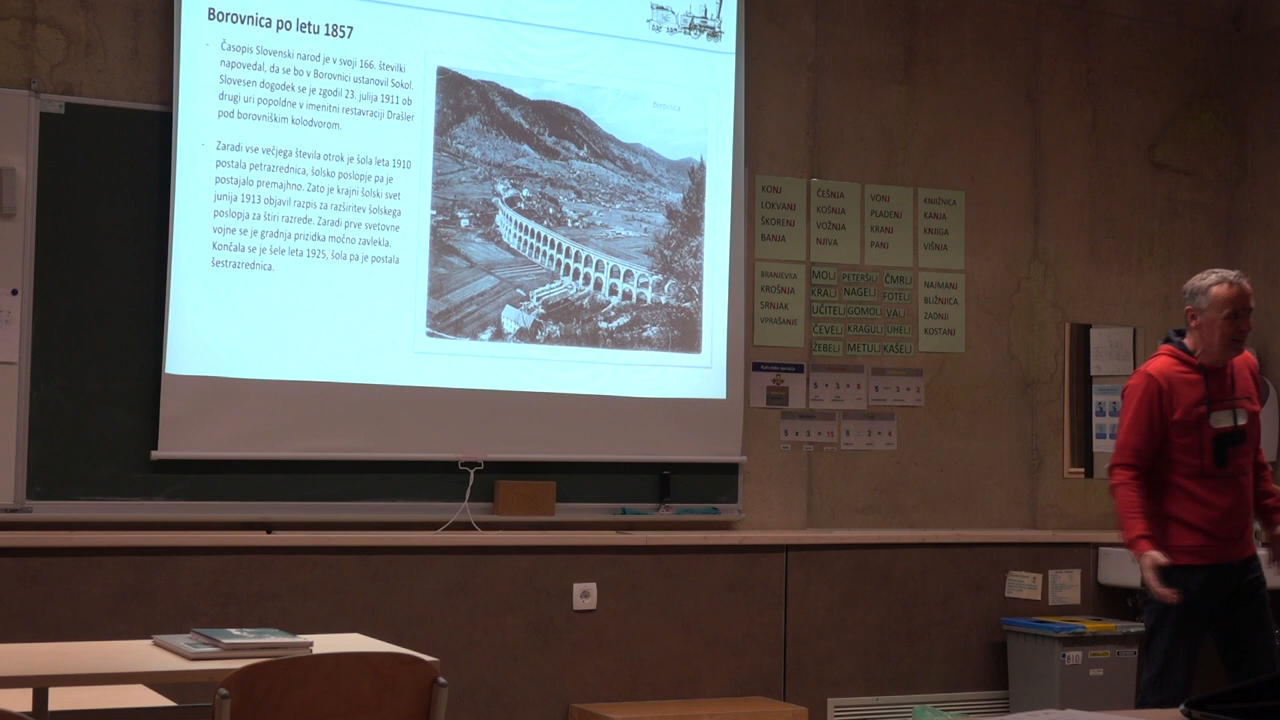 Borovnica po letu 1857
- Časopis Slovenski narod je v svoji 166. številki
napovedal, da se bo v Borovnici ustanovil Sokol.
Slovesen dogodek se je zgodil 23. julija 1911 ob
drugi uri popoldne v imenitni restavraciji Drašler
pod borovniškim kolodvorom.
- Zaradi vse večjega števila otrok je šola leta 1910
postala petrazrednica, šolsko poslopje pa je
postajalo premajhno. Zato je krajni šolski svet
junija 1913 objavil razpis za razširitev šolskega
poslopja za štiri razrede. Zaradi prve svetovne
vojne se je gradnja prizidka močno zavlekla.
Končala se je šele leta 1925, šola pa je postala
šestrazrednica.
Borovnica
KONJ
LOKVANJ
ŠKORENJ
BANJA
ČEŠNJA
KOŠNJA
VOŽNJA
NJIVA
VONJ
PLADENJ
KRANJ
PANJ
KNJIŽNICA
KANJA
KNJIGA
VIŠNJA
BRANJEVKA
KROŠNJA
SRNJAK
VPRAŠANJE
MOLJ PETERŠILJ ČMRLJ
KRALJ NAGELJ FOTELJ
UČITELJ GOMOLJ VALJ
ČEVELJ KRAGULJ UHELJ
ŽEBELJ METULJ KAŠELJ
NAJMANJ
BLIŽNJICA
ZADNJI
KOSTANJ
F